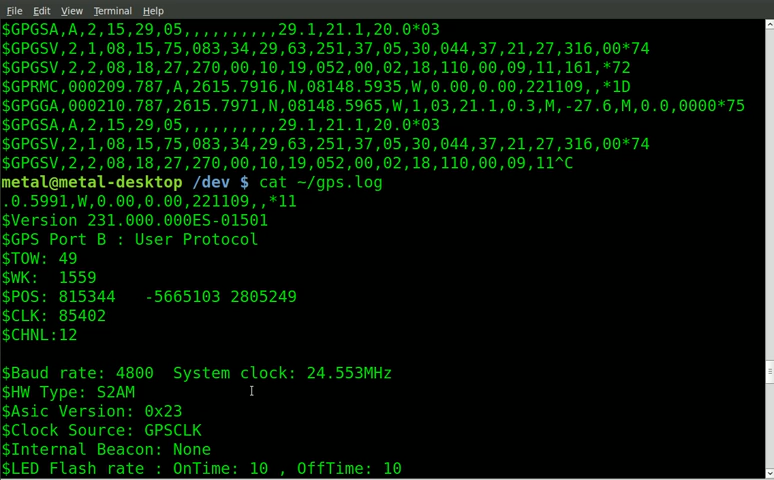 File Edit View Terminal Help
$GPGSA,A,2,15,29,05,,,,,,,,,,29.1,21.1,20.0*03
$GPGSV,2,1,08,15,75,083,34,29,63,251,37,05,30,044,37,21,27,316,00*74
$GPGSV,2,2,08,18,27,270,00,10,19,052,00,02,18,110,00,09,11,161,*72
$GPRMC,000209.787,A,2615.7916,N,08148.5935,W,0.00,0.00,221109,,*1D
$GPGGA,000210.787,2615.7971,N,08148.5965,W,1,03,21.1,0.3,M,-27.6,M,0.0,0000*75
$GPGSA,A,2,15,29,05,,,,,,,,,,29.1,21.1,20.0*03
$GPGSV,2,1,08,15,75,083,34,29,63,251,37,05,30,044,37,21,27,316,00*74
$GPGSV,2,2,08,18,27,270,00,10,19,052,00,02,18,110,00,09,11^C
metal@metal-desktop /dev $ cat ~/gps.log
.0.5991,W,0.00,0.00,221109,,*11
$Version 231.000.000ES-01501
$GPS Port B : User Protocol
$TOW: 49
$WK:  1559
$POS: 815344   -5665103 2805249
$CLK: 85402
$CHNL:12
$Baud rate: 4800  System clock: 24.553MHz
$HW Type: S2AM
$Asic Version: 0x23
$Clock Source: GPSCLK
$Internal Beacon: None
$LED Flash rate : OnTime: 10 , OffTime: 10